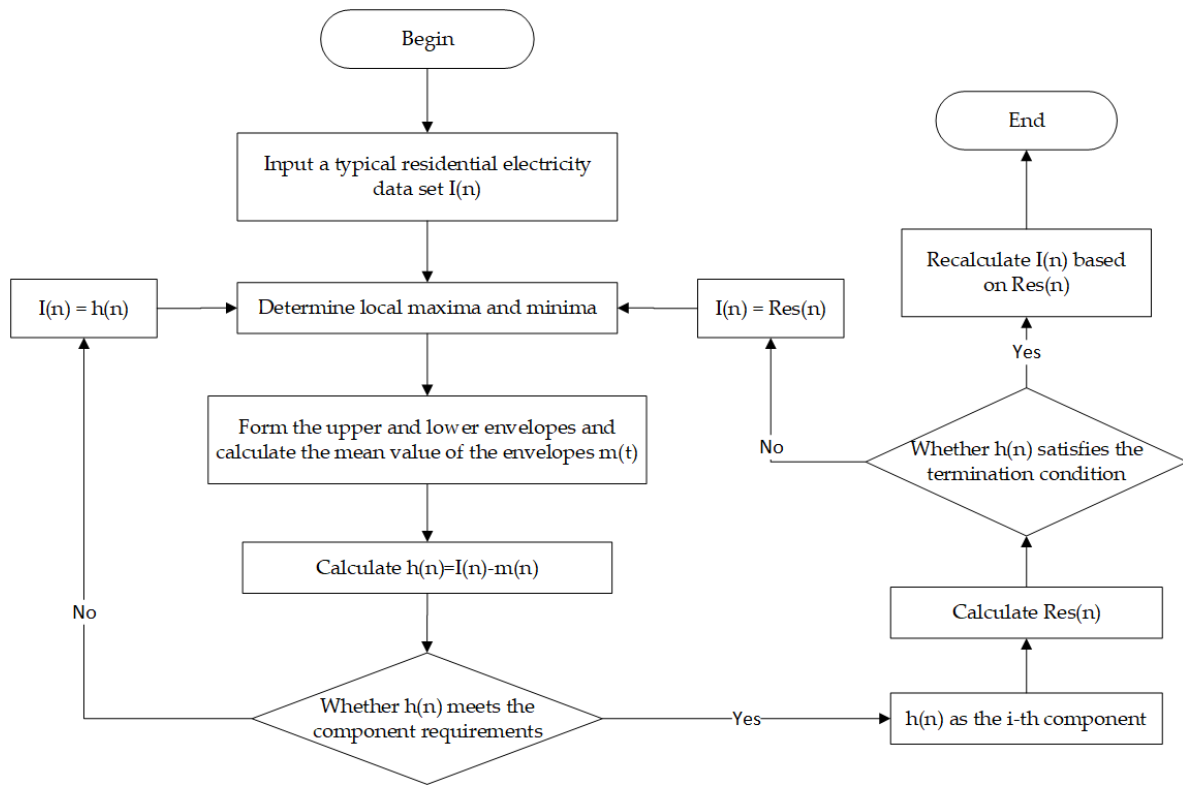 Begin
Input a typical residential electricity
data set I(n)
I(n) = h(n)
Determine local maxima and minima
I(n) = Res(n)
Form the upper and lower envelopes and
calculate the mean value of the envelopes m(t)
Calculate h(n)=I(n)-m(n)
No
Whether h(n) meets the
component requirements
Yes
h(n) as the i-th component
Calculate Res(n)
Whether h(n) satisfies the
termination condition
No
Yes
Recalculate I(n) based
on Res(n)
End